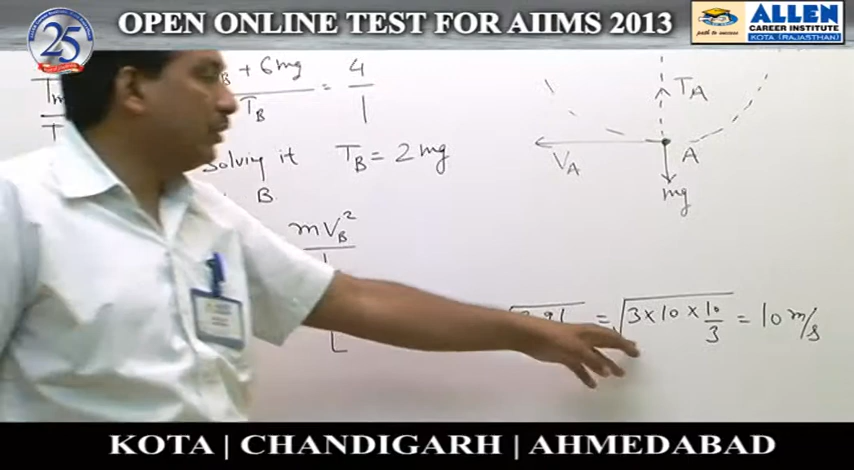 OPEN ONLINE TEST FOR AIIMS 2013
25
path to success
ALLEN
CAREER INSTITUTE
KOTA (RAJASTHAN)
B + 6mg / T_B = 4 / 1
T_A
V_A
A
mg
Solving it T_B = 2mg
B
mV_B²
= √3×10×10/3 = 10 m/s
KOTA | CHANDIGARH | AHMEDABAD